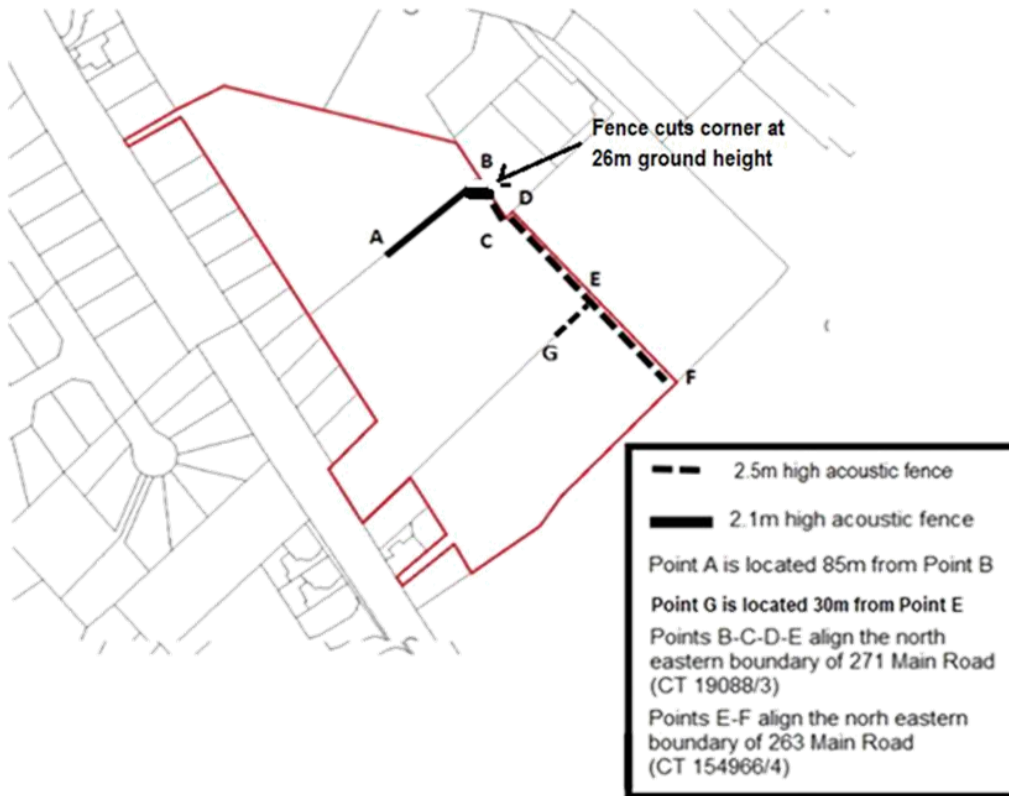 Fence cuts corner at
26m ground height
B
D
A
C
E
G
F
2.5m high acoustic fence
2.1m high acoustic fence
Point A is located 85m from Point B
Point G is located 30m from Point E
Points B-C-D-E align the north
eastern boundary of 271 Main Road
(CT 19088/3)
Points E-F align the norh eastern
boundary of 263 Main Road
(CT 154966/4)